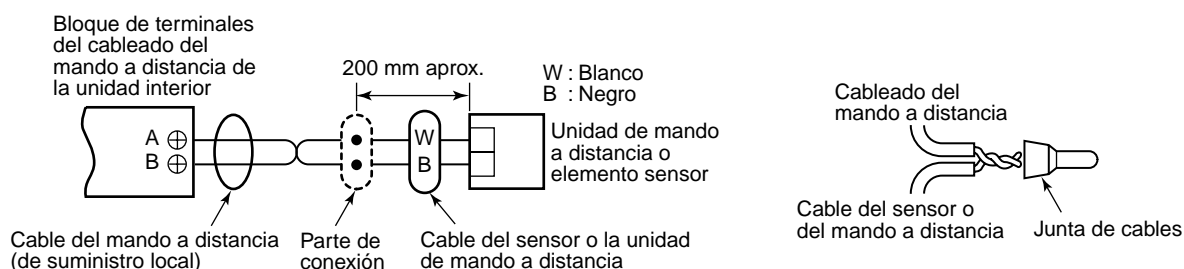 Bloque de terminales
del cableado del
mando a distancia de
la unidad interior
200 mm aprox.
W : Blanco
B : Negro
A
B
W
B
Unidad de mando
a distancia o
elemento sensor
Cable del mando a distancia
(de suministro local)
Parte de
conexión
Cable del sensor o la unidad
de mando a distancia
Cableado del
mando a distancia
Cable del sensor o
del mando a distancia
Junta de cables